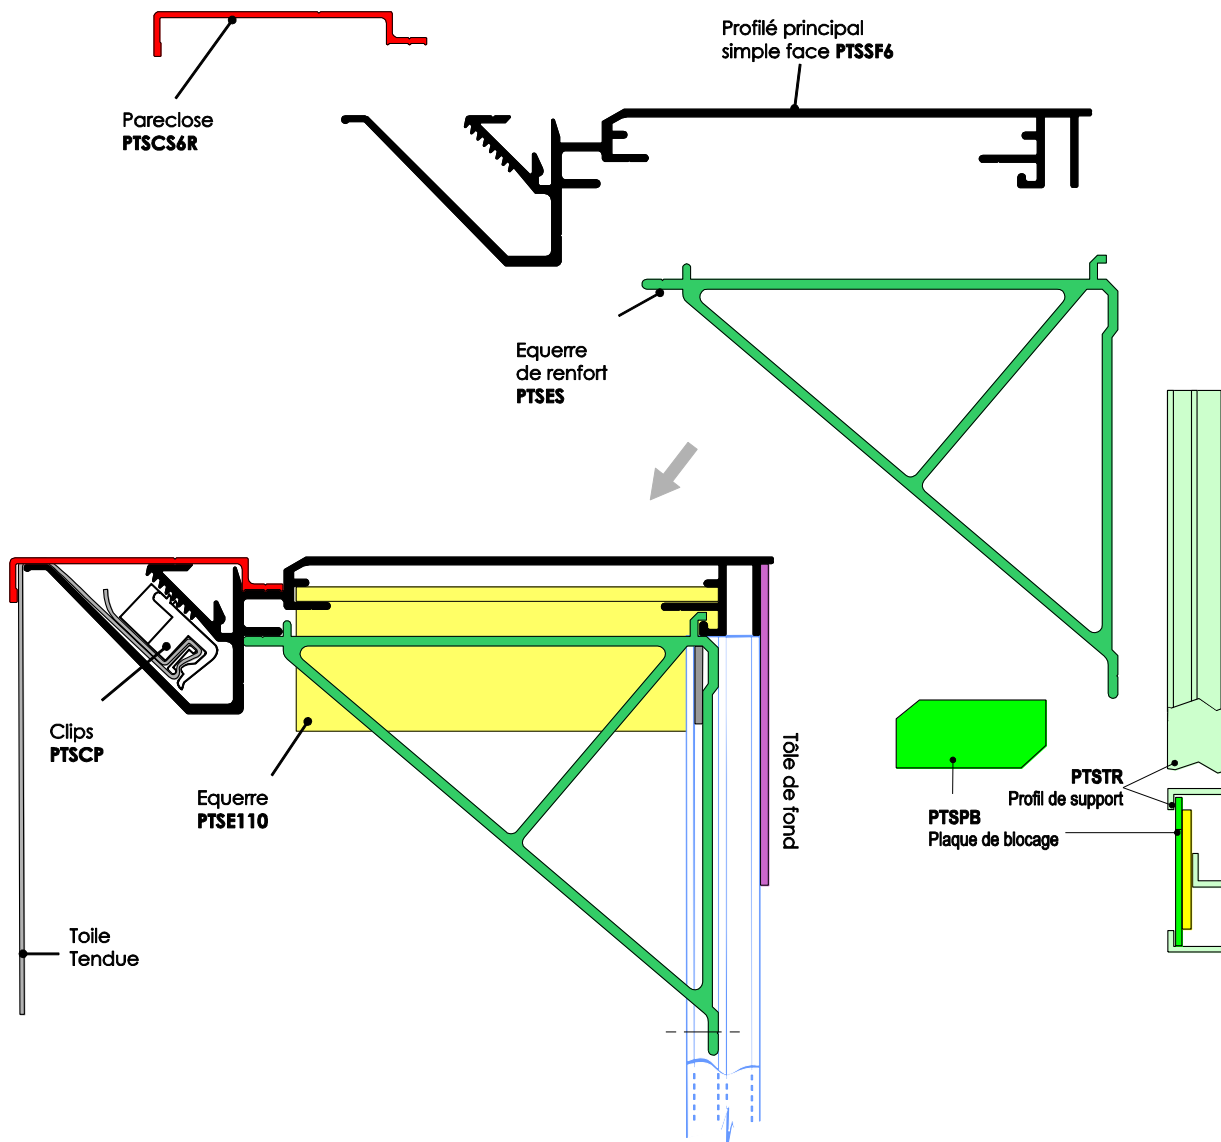 Profilé principal
simple face PTSSF6
Pareclose
PTSCS6R
Equerre
de renfort
PTSES
Clips
PTSCP
Equerre
PTSE110
Tôle de fond
PTSTR
Profil de support
PTSPB
Plaque de blocage
Toile
Tendue